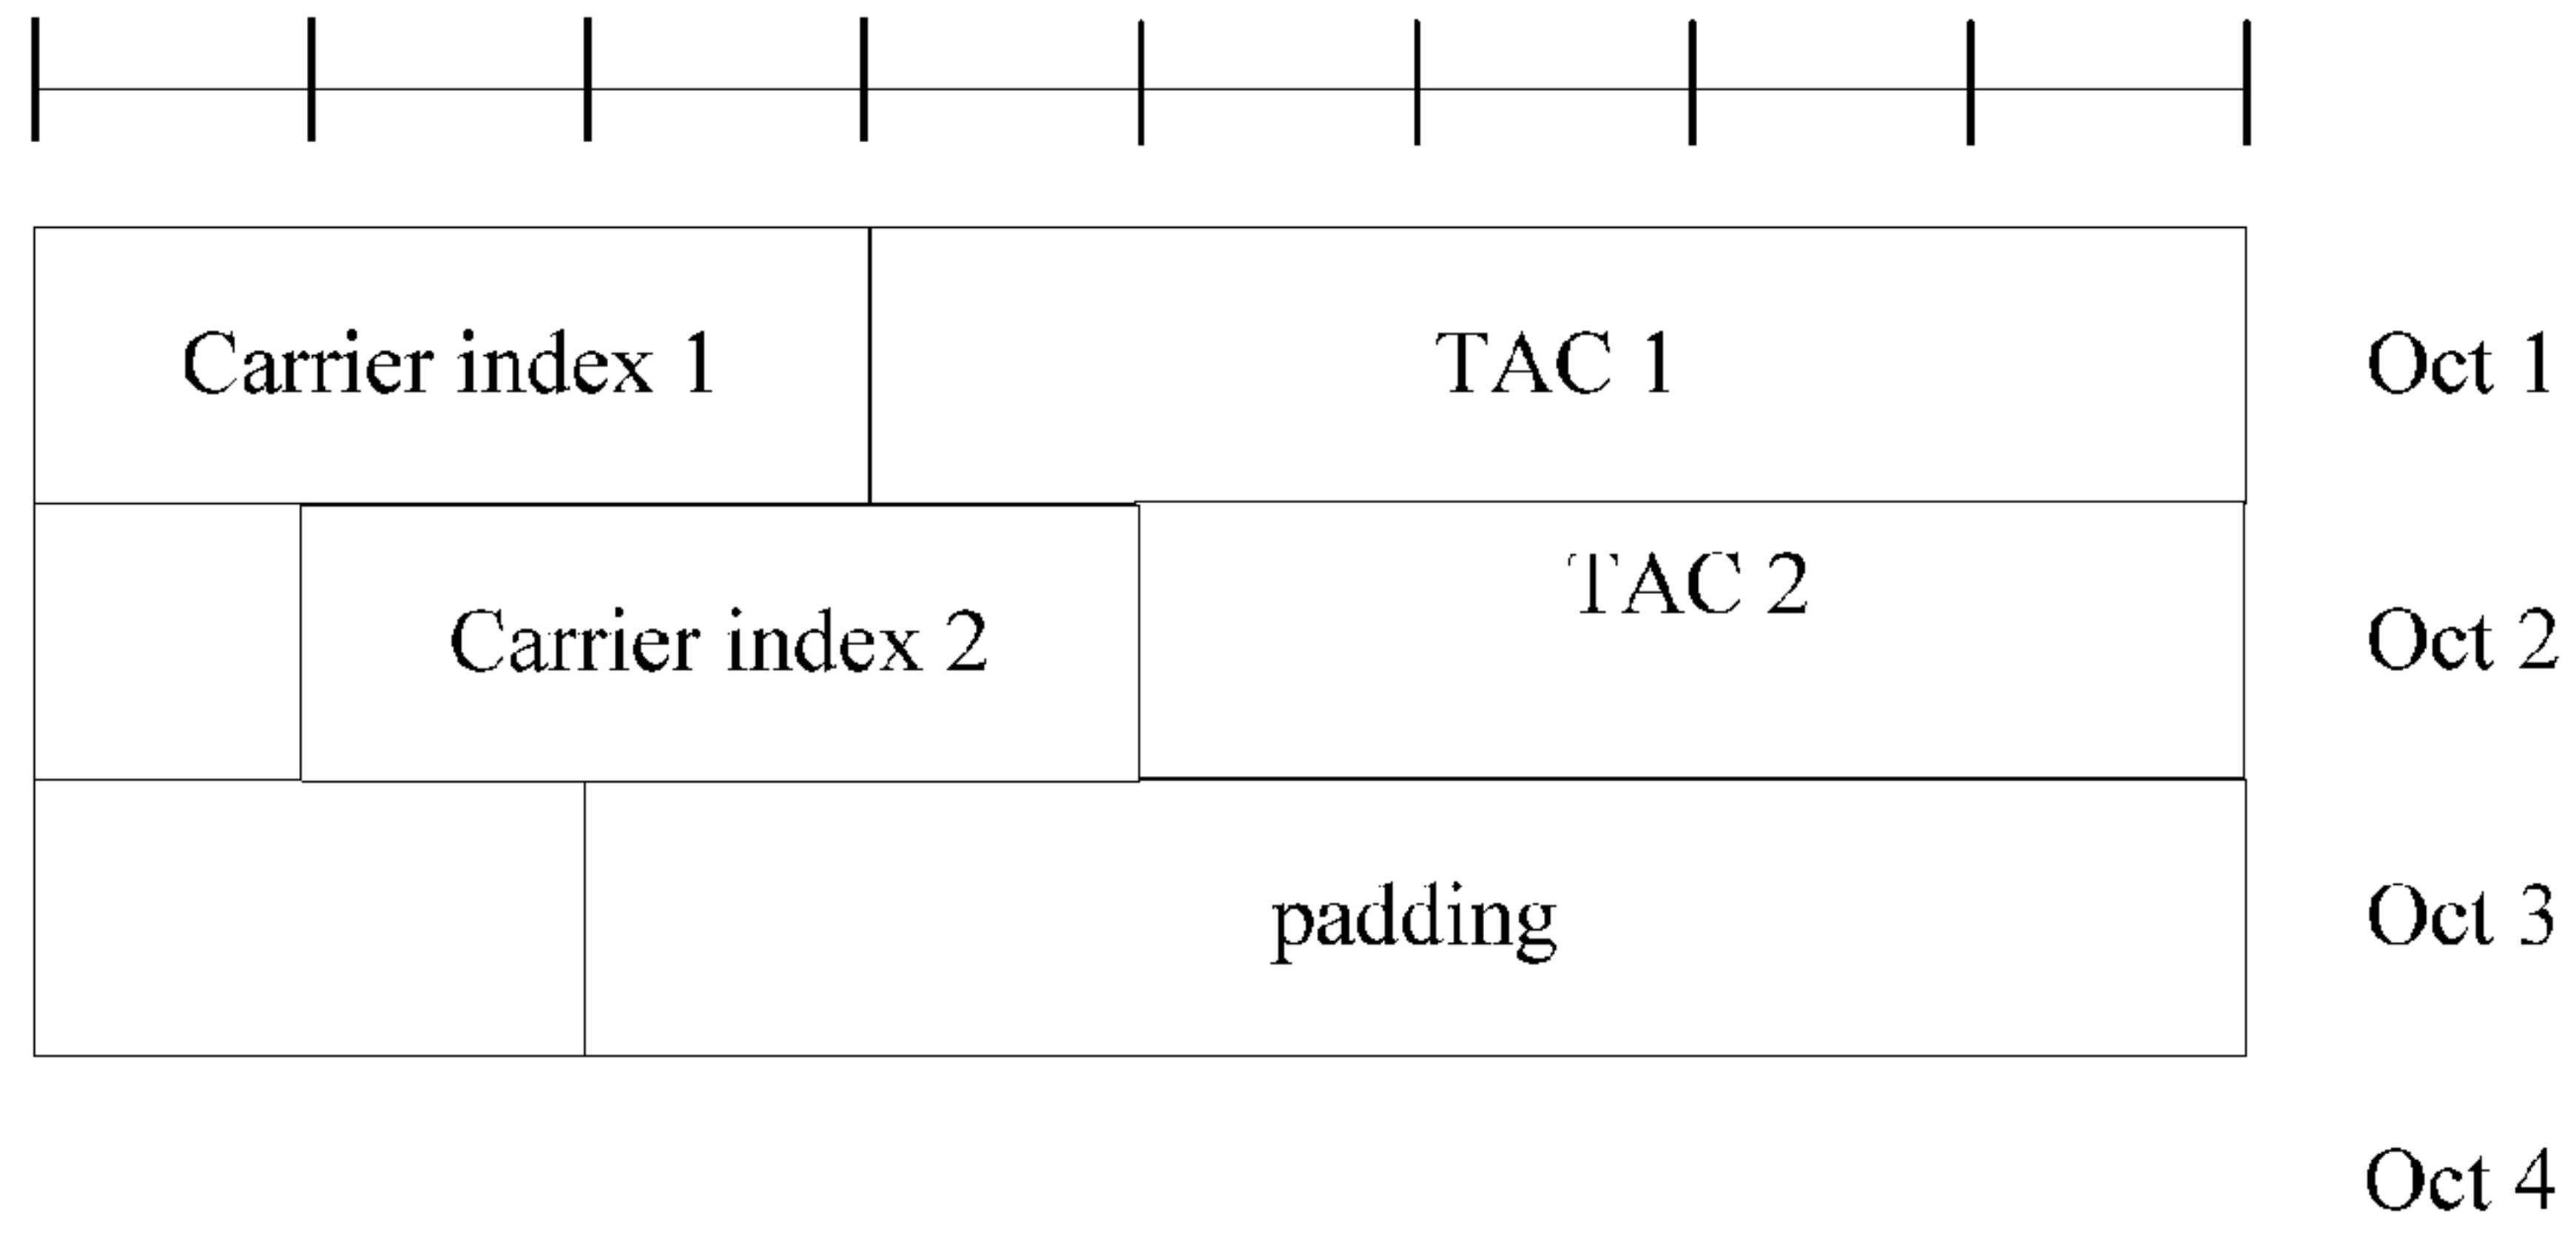 Carrier index 1 TAC 1 Oct 1
Carrier index 2 TAC 2 Oct 2
padding Oct 3
Oct 4